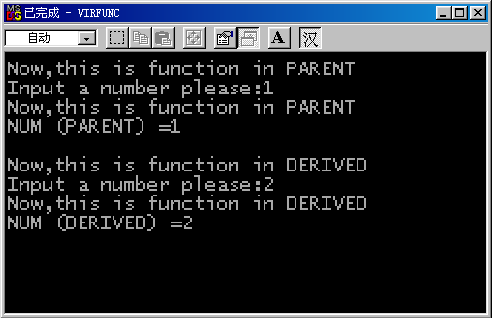 已完成 - VIRFUNC
自动
A
汉
Now,this is function in PARENT
Input a number please:1
Now,this is function in PARENT
NUM (PARENT) =1
Now,this is function in DERIVED
Input a number please:2
Now,this is function in DERIVED
NUM (DERIVED) =2